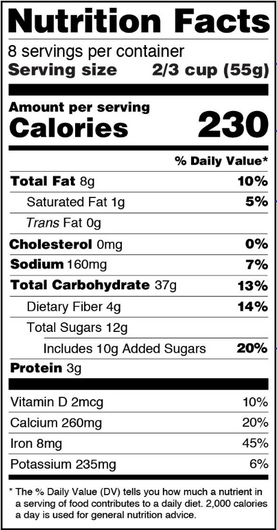 Nutrition Facts
8 servings per container
Serving size 2/3 cup (55g)
Amount per serving
Calories 230
% Daily Value*
Total Fat 8g 10%
Saturated Fat 1g 5%
Trans Fat 0g
Cholesterol 0mg 0%
Sodium 160mg 7%
Total Carbohydrate 37g 13%
Dietary Fiber 4g 14%
Total Sugars 12g
Includes 10g Added Sugars 20%
Protein 3g
Vitamin D 2mcg 10%
Calcium 260mg 20%
Iron 8mg 45%
Potassium 235mg 6%
* The % Daily Value (DV) tells you how much a nutrient in
a serving of food contributes to a daily diet. 2,000 calories
a day is used for general nutrition advice.